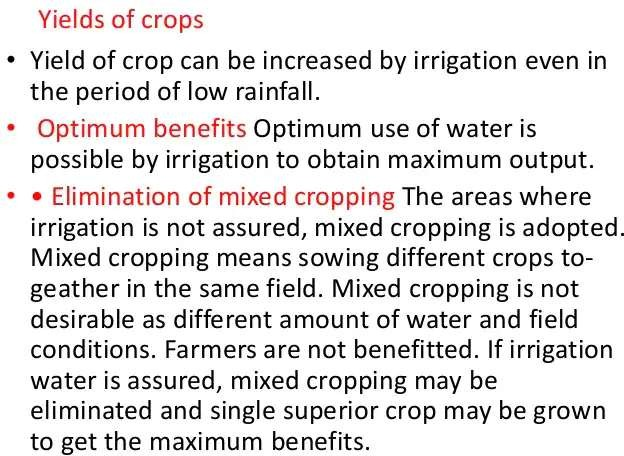 Yields of crops
• Yield of crop can be increased by irrigation even in
the period of low rainfall.
• Optimum benefits Optimum use of water is
possible by irrigation to obtain maximum output.
• • Elimination of mixed cropping The areas where
irrigation is not assured, mixed cropping is adopted.
Mixed cropping means sowing different crops to-
geather in the same field. Mixed cropping is not
desirable as different amount of water and field
conditions. Farmers are not benefitted. If irrigation
water is assured, mixed cropping may be
eliminated and single superior crop may be grown
to get the maximum benefits.